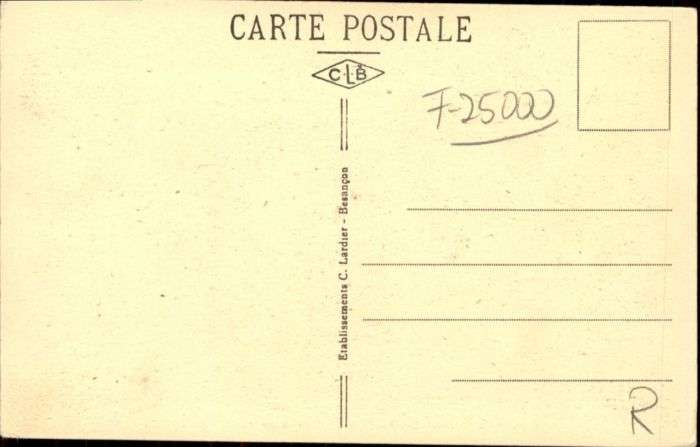 CARTE POSTALE
CLB
F-25000
Etablissements C. Lardier - Besançon
R